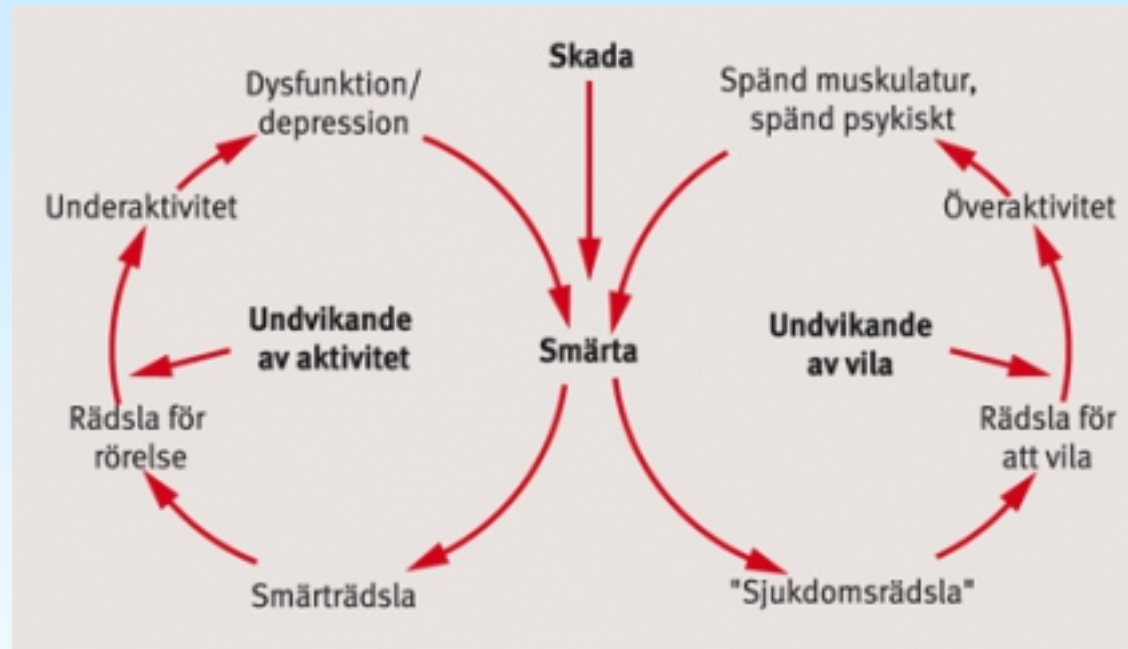 Skada
Dysfunktion/
depression
Spänd muskulatur,
spänd psykiskt
Underaktivitet
Överaktivitet
Undvikande
av aktivitet
Smärta
Undvikande
av vila
Rädsla för
rörelse
Rädsla för
att vila
Smärträdsla
"Sjukdomsrädsla"